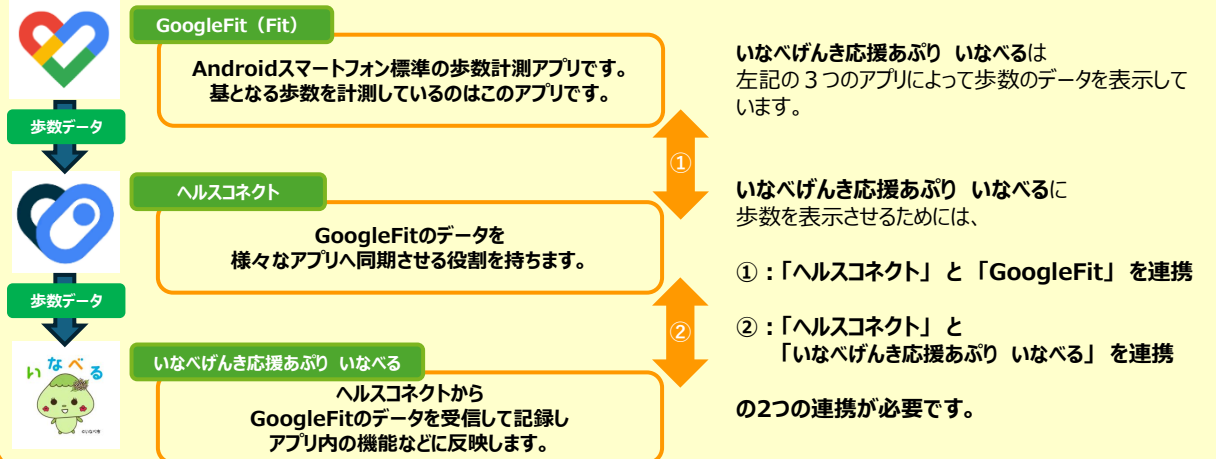 GoogleFit（Fit）
Androidスマートフォン標準の歩数計測アプリです。
基となる歩数を計測しているのはこのアプリです。
歩数データ
①
ヘルスコネクト
GoogleFitのデータを
様々なアプリへ同期させる役割を持ちます。
歩数データ
②
いなべる
©いなべ市
いなべげんき応援あぷり いなべる
ヘルスコネクトから
GoogleFitのデータを受信して記録し
アプリ内の機能などに反映します。
いなべげんき応援あぷり いなべるは
左記の３つのアプリによって歩数のデータを表示して
います。
いなべげんき応援あぷり いなべるに
歩数を表示させるためには、
①：「ヘルスコネクト」と「GoogleFit」を連携
②：「ヘルスコネクト」と
「いなべげんき応援あぷり いなべる」を連携
の2つの連携が必要です。